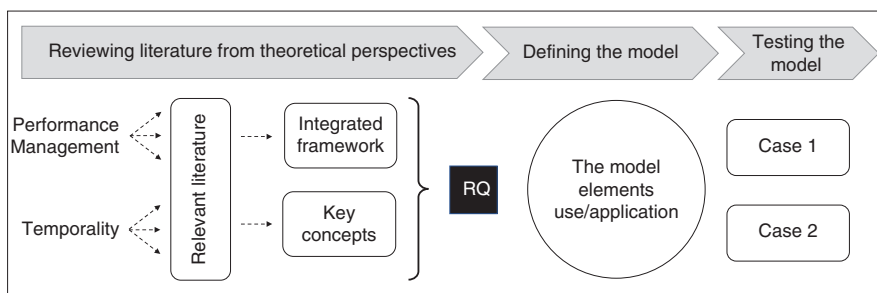 Reviewing literature from theoretical perspectives
Defining the model
Testing the
model
Performance
Management
Temporality
Relevant literature
Integrated
framework
Key
concepts
RQ
The model
elements
use/application
Case 1
Case 2